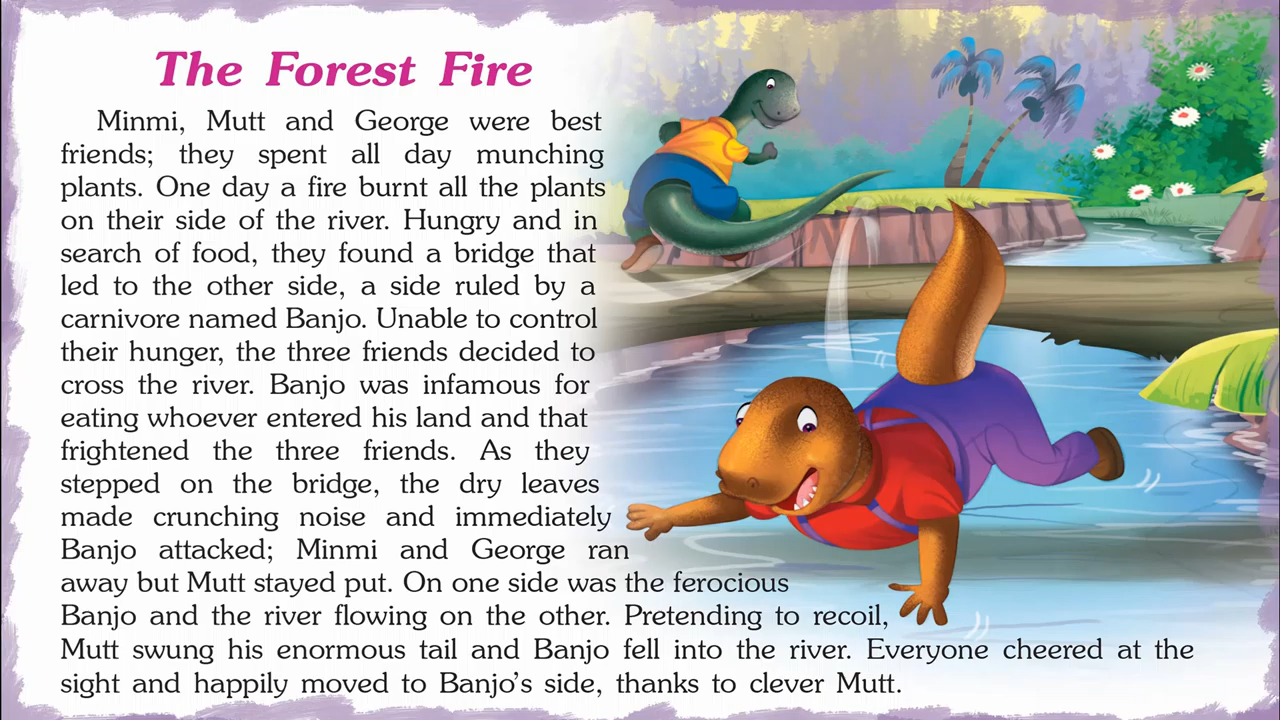 The Forest Fire
Minmi, Mutt and George were best
friends; they spent all day munching
plants. One day a fire burnt all the plants
on their side of the river. Hungry and in
search of food, they found a bridge that
led to the other side, a side ruled by a
carnivore named Banjo. Unable to control
their hunger, the three friends decided to
cross the river. Banjo was infamous for
eating whoever entered his land and that
frightened the three friends. As they
stepped on the bridge, the dry leaves
made crunching noise and immediately
Banjo attacked; Minmi and George ran
away but Mutt stayed put. On one side was the ferocious
Banjo and the river flowing on the other. Pretending to recoil,
Mutt swung his enormous tail and Banjo fell into the river. Everyone cheered at the
sight and happily moved to Banjo's side, thanks to clever Mutt.